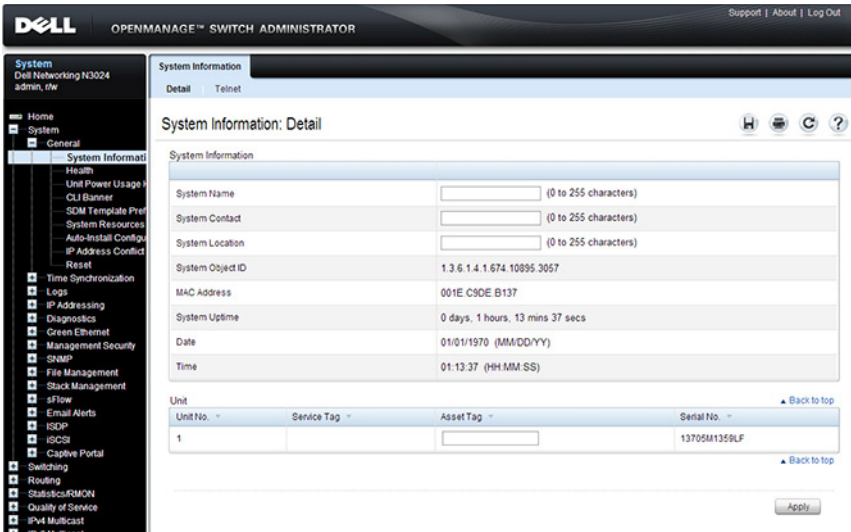 DELL OPENMANAGE™ SWITCH ADMINISTRATOR
Support | About | Log Out
System
Dell Networking N3024
admin, r/w
Home
System
General
System Informati
Health
Unit Power Usage H
CLI Banner
SDM Template Pref
System Resources
Auto-Install Configu
IP Address Conflict
Reset
Time Synchronization
Logs
IP Addressing
Diagnostics
Green Ethernet
Management Security
SNMP
File Management
Stack Management
sFlow
Email Alerts
ISDP
iSCSI
Captive Portal
Switching
Routing
Statistics/RMON
Quality of Service
IPv4 Multicast
System Information
Detail Telnet
System Information: Detail
System Information
System Name (0 to 255 characters)
System Contact (0 to 255 characters)
System Location (0 to 255 characters)
System Object ID 1.3.6.1.4.1.674.10895.3057
MAC Address 001E.C9DE.B137
System Uptime 0 days, 1 hours, 13 mins 37 secs
Date 01/01/1970 (MM/DD/YY)
Time 01:13:37 (HH:MM:SS)
Unit Back to top
Unit No. Service Tag Asset Tag Serial No.
1 13705M1359LF
Back to top
Apply